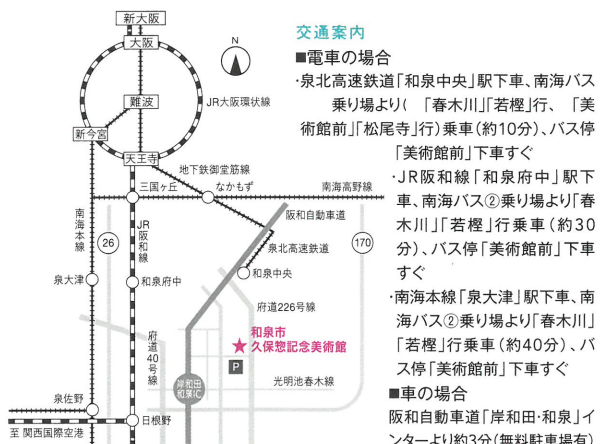 新大阪
大阪
N
難波
JR大阪環状線
新今宮
天王寺
地下鉄御堂筋線
三国ヶ丘
なかもず
南海高野線
南海本線
26
JR阪和線
阪和自動車道
170
泉北高速鉄道
泉大津
和泉府中
和泉中央
府道226号線
府道40号線
和泉市
久保惣記念美術館
P
岸和田
和泉IC
光明池春木線
泉佐野
日根野
至 関西国際空港
交通案内
■電車の場合
・泉北高速鉄道「和泉中央」駅下車、南海バス
乗り場より( 「春木川」「若樫」行、 「美
術館前」「松尾寺」行)乗車(約10分)、バス停
「美術館前」下車すぐ
・JR阪和線「和泉府中」駅下
車、南海バス②乗り場より「春
木川」「若樫」行乗車(約30
分)、バス停「美術館前」下車
すぐ
・南海本線「泉大津」駅下車、南
海バス②乗り場より「春木川」
「若樫」行乗車(約40分)、バ
ス停「美術館前」下車すぐ
■車の場合
阪和自動車道「岸和田・和泉」イ
ンターより約3分(無料駐車場有)